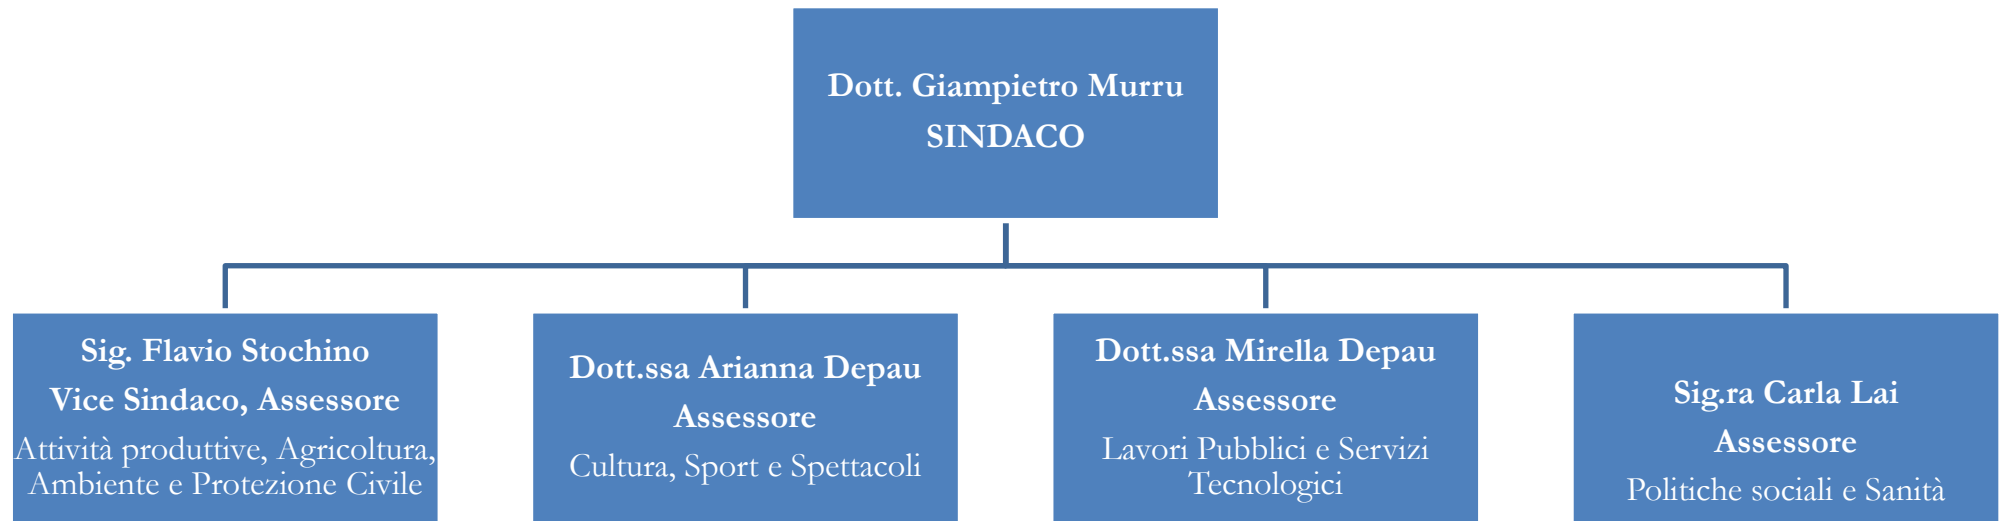 Dott. Giampietro Murru
SINDACO
Sig. Flavio Stochino
Vice Sindaco, Assessore
Attività produttive, Agricoltura,
Ambiente e Protezione Civile
Dott.ssa Arianna Depau
Assessore
Cultura, Sport e Spettacoli
Dott.ssa Mirella Depau
Assessore
Lavori Pubblici e Servizi
Tecnologici
Sig.ra Carla Lai
Assessore
Politiche sociali e Sanità